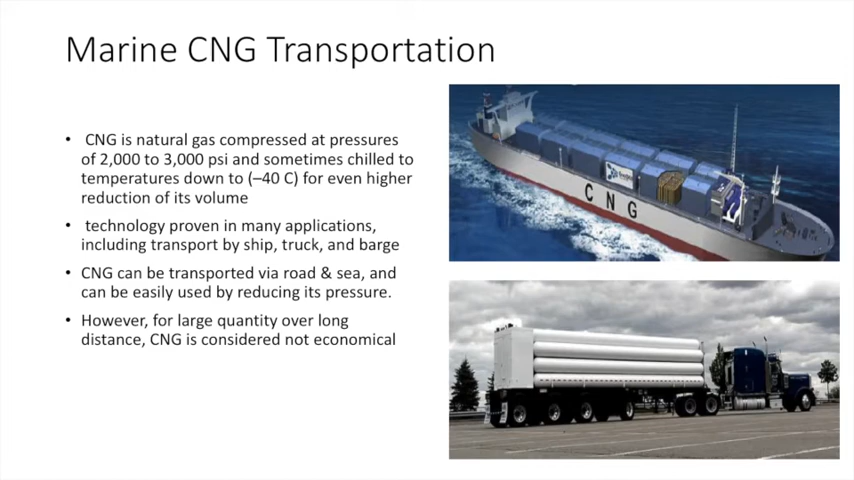 Marine CNG Transportation
• CNG is natural gas compressed at pressures
of 2,000 to 3,000 psi and sometimes chilled to
temperatures down to (–40 C) for even higher
reduction of its volume
• technology proven in many applications,
including transport by ship, truck, and barge
• CNG can be transported via road & sea, and
can be easily used by reducing its pressure.
• However, for large quantity over long
distance, CNG is considered not economical
CNG